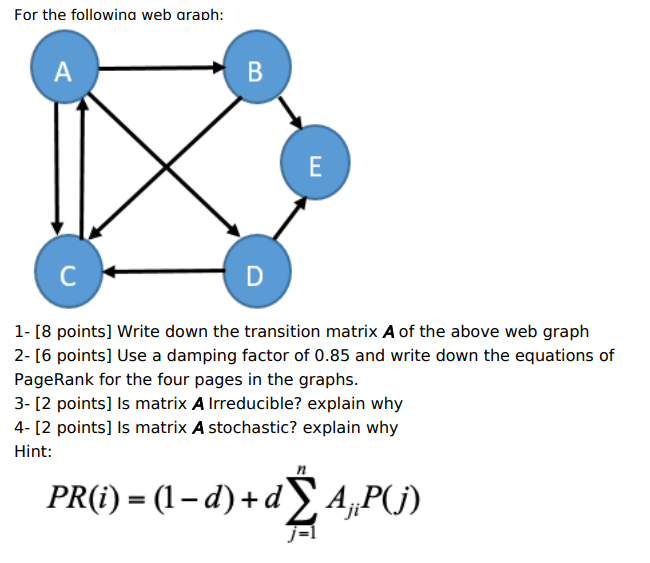 For the following web graph:
A
B
E
C
D
1- [8 points] Write down the transition matrix A of the above web graph
2- [6 points] Use a damping factor of 0.85 and write down the equations of
PageRank for the four pages in the graphs.
3- [2 points] Is matrix A Irreducible? explain why
4- [2 points] Is matrix A stochastic? explain why
Hint:
PR(i) = (1 − d) + d∑ⁿⱼ₌₁ AⱼᵢP(j)